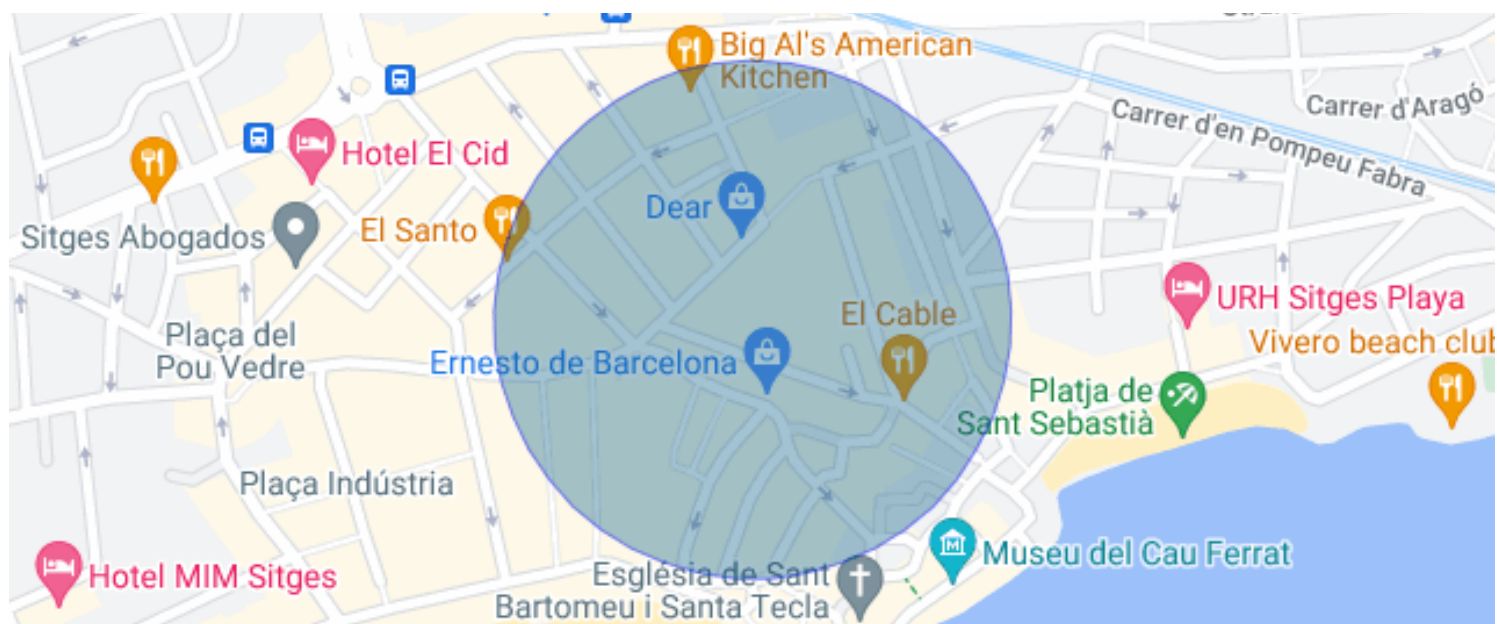 Big Al's American
Kitchen
Carrer d'Aragó
Carrer d'en Pompeu Fabra
Hotel El Cid
Dear
El Santo
Sitges Abogados
URH Sitges Playa
El Cable
Plaça del
Pou Vedre
Vivero beach club
Ernesto de Barcelona
Platja de
Sant Sebastià
Plaça Indústria
Museu del Cau Ferrat
Hotel MIM Sitges
Església de Sant
Bartomeu i Santa Tecla